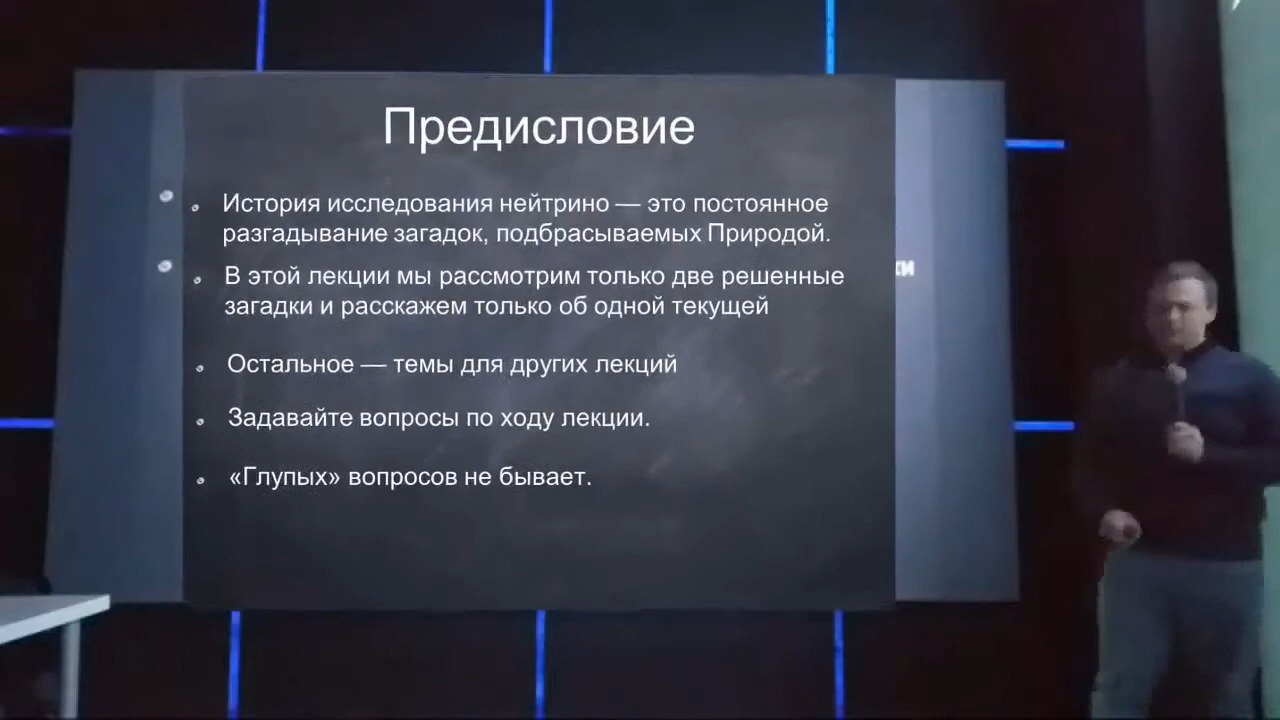 Предисловие
История исследования нейтрино — это постоянное
разгадывание загадок, подбрасываемых Природой.
В этой лекции мы рассмотрим только две решенные
загадки и расскажем только об одной текущей
Остальное — темы для других лекций
Задавайте вопросы по ходу лекции.
«Глупых» вопросов не бывает.